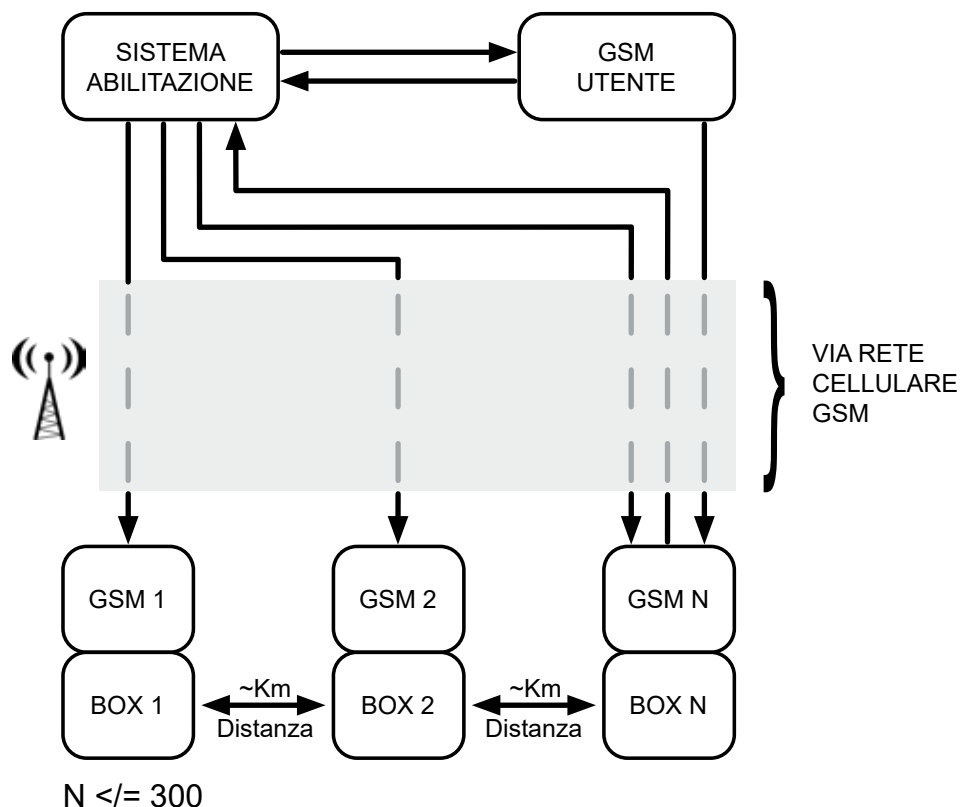 SISTEMA
ABILITAZIONE
GSM
UTENTE
VIA RETE
CELLULARE
GSM
GSM 1
GSM 2
GSM N
BOX 1
~Km
Distanza
BOX 2
~Km
Distanza
BOX N
N </= 300